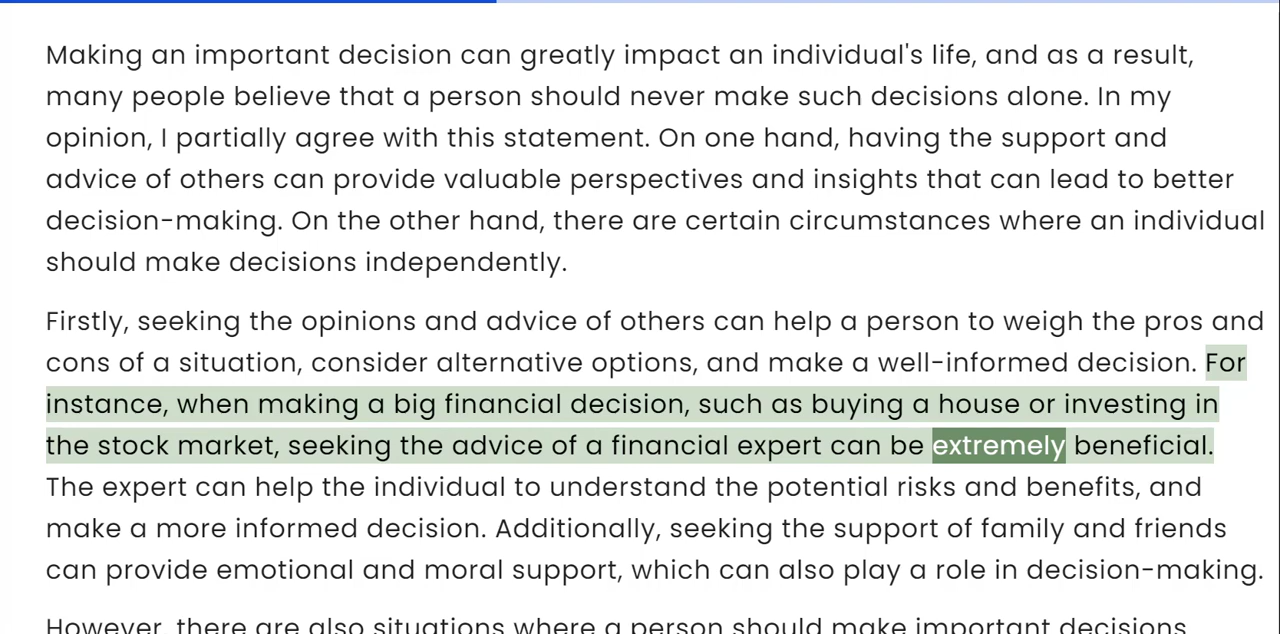 Making an important decision can greatly impact an individual's life, and as a result,
many people believe that a person should never make such decisions alone. In my
opinion, I partially agree with this statement. On one hand, having the support and
advice of others can provide valuable perspectives and insights that can lead to better
decision-making. On the other hand, there are certain circumstances where an individual
should make decisions independently.
Firstly, seeking the opinions and advice of others can help a person to weigh the pros and
cons of a situation, consider alternative options, and make a well-informed decision. For
instance, when making a big financial decision, such as buying a house or investing in
the stock market, seeking the advice of a financial expert can be extremely beneficial.
The expert can help the individual to understand the potential risks and benefits, and
make a more informed decision. Additionally, seeking the support of family and friends
can provide emotional and moral support, which can also play a role in decision-making.
However, there are also situations where a person should make important decisions